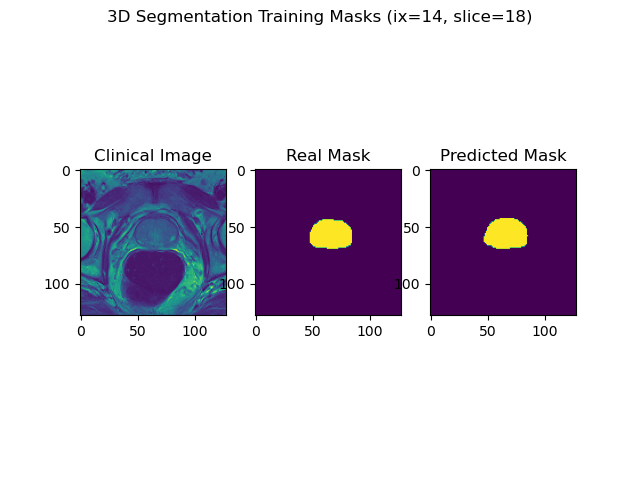 3D Segmentation Training Masks (ix=14, slice=18)
Clinical Image Real Mask Predicted Mask
0 0 0
50 50 50
100 100 100
0 50 100 0 50 100 0 50 100